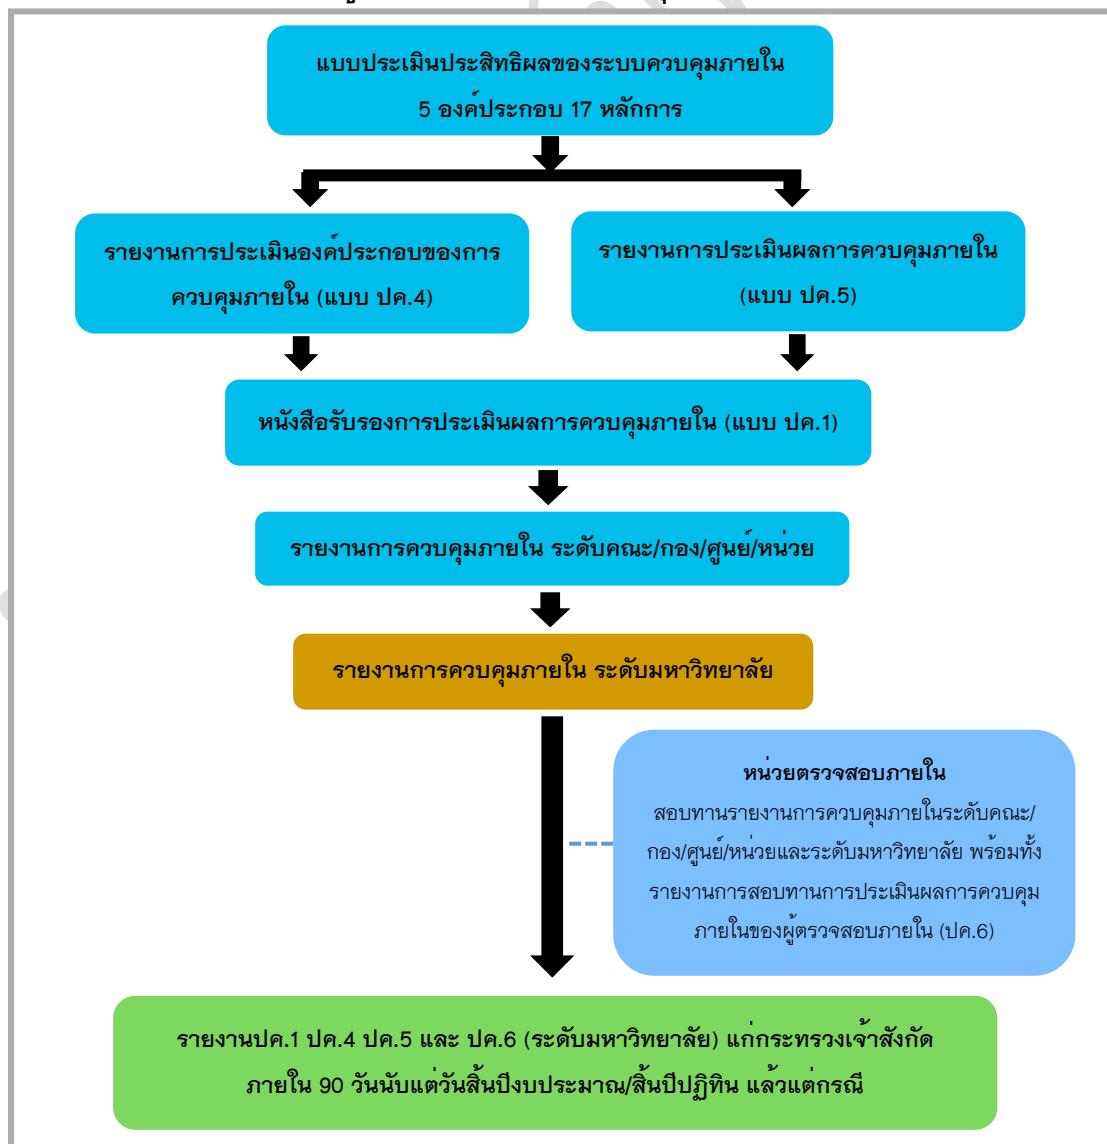 แบบประเมินประสิทธิผลของระบบควบคุมภายใน
5 องค์ประกอบ 17 หลักการ
รายงานการประเมินองค์ประกอบของการ
ควบคุมภายใน (แบบ ปค.4)
รายงานการประเมินผลการควบคุมภายใน
(แบบ ปค.5)
หนังสือรับรองการประเมินผลการควบคุมภายใน (แบบ ปค.1)
รายงานการควบคุมภายใน ระดับคณะ/กอง/ศูนย์/หน่วย
รายงานการควบคุมภายใน ระดับมหาวิทยาลัย
หน่วยตรวจสอบภายใน
สอบทานรายงานการควบคุมภายในระดับคณะ/
กอง/ศูนย์/หน่วยและระดับมหาวิทยาลัย พร้อมทั้ง
รายงานการสอบทานการประเมินผลการควบคุม
ภายในของผู้ตรวจสอบภายใน (ปค.6)
รายงานปค.1 ปค.4 ปค.5 และ ปค.6 (ระดับมหาวิทยาลัย) แก่กระทรวงเจ้าสังกัด
ภายใน 90 วันนับแต่วันสิ้นปีงบประมาณ/สิ้นปีปฏิทิน แล้วแต่กรณี